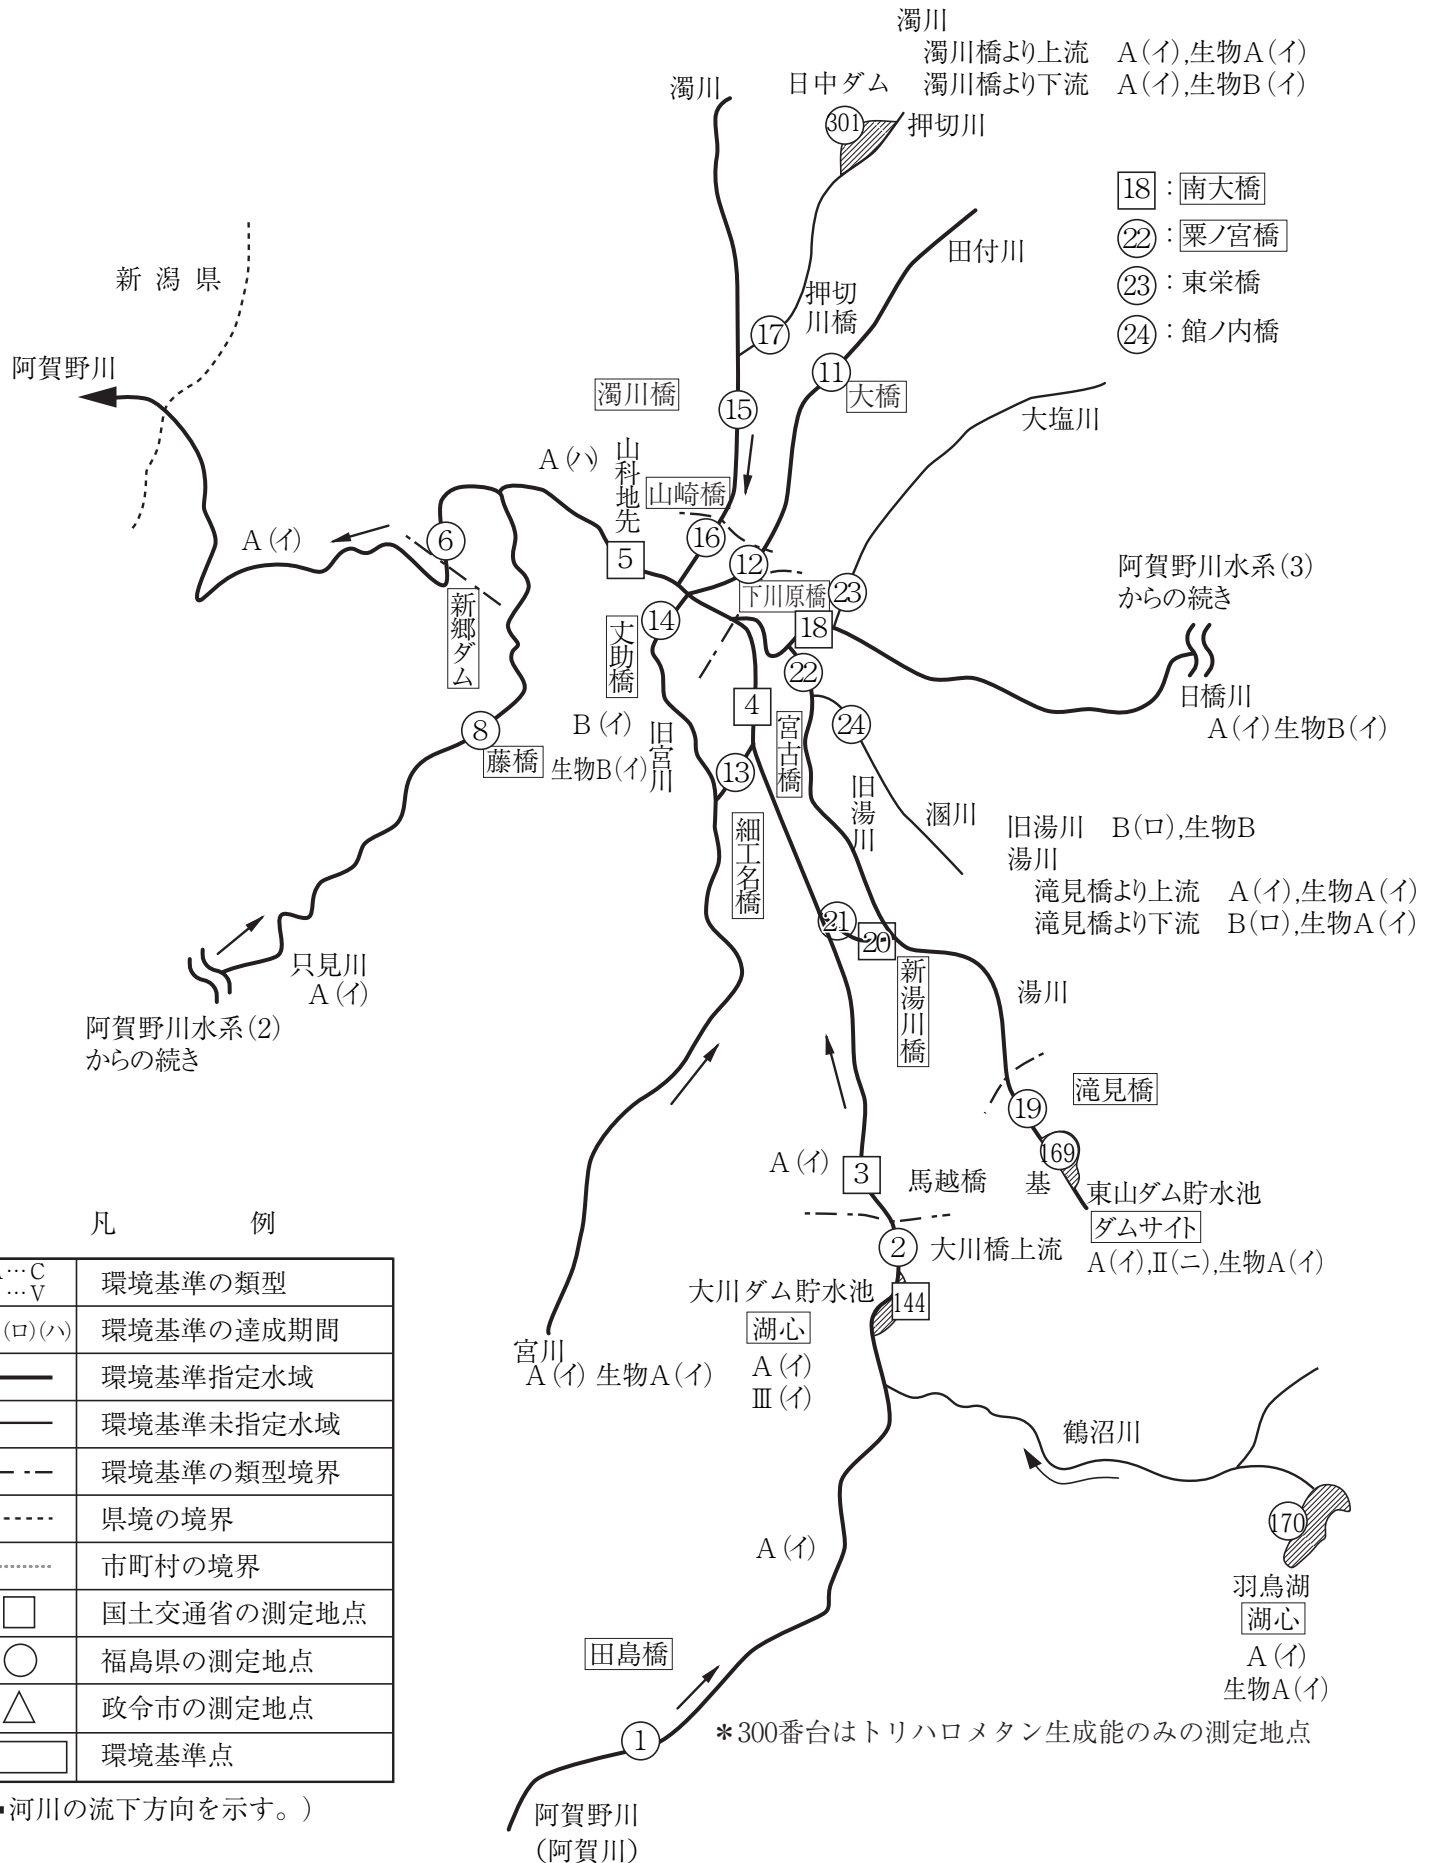 濁川
濁川橋より上流　A(イ),生物A(イ)
濁川橋より下流　A(イ),生物B(イ)
濁川
日中ダム
301
押切川
18：南大橋
22：粟ノ宮橋
23：東栄橋
24：館ノ内橋
田付川
押切
川橋
17
新潟県
阿賀野川
11
大橋
濁川橋
15
大塩川
A(ハ)
山科地先
山崎橋
16
5
12
下川原橋
23
18
A(イ)
6
新郷ダム
14
丈助橋
阿賀野川水系(3)
からの続き
日橋川
A(イ)生物B(イ)
22
4
宮古橋
24
B(イ)
生物B(イ)
旧宮川
8
藤橋
13
細工名橋
旧湯川
溷川
旧湯川　B(ロ),生物B
湯川
滝見橋より上流　A(イ),生物A(イ)
滝見橋より下流　B(ロ),生物A(イ)
21
20
新湯川橋
湯川
只見川
A(イ)
阿賀野川水系(2)
からの続き
滝見橋
19
169
基
東山ダム貯水池
ダムサイト
A(イ),Ⅱ(ニ),生物A(イ)
A(イ)
3
馬越橋
2
大川橋上流
大川ダム貯水池
144
湖心
A(イ)
Ⅲ(イ)
宮川
A(イ) 生物A(イ)
鶴沼川
170
羽鳥湖
湖心
A(イ)
生物A(イ)
A(イ)
田島橋
1
＊300番台はトリハロメタン生成能のみの測定地点
阿賀野川
(阿賀川)
凡　例
…C
…V
環境基準の類型
(ロ)(ハ)
環境基準の達成期間
環境基準指定水域
環境基準未指定水域
環境基準の類型境界
県境の境界
市町村の境界
国土交通省の測定地点
福島県の測定地点
政令市の測定地点
環境基準点
河川の流下方向を示す。)